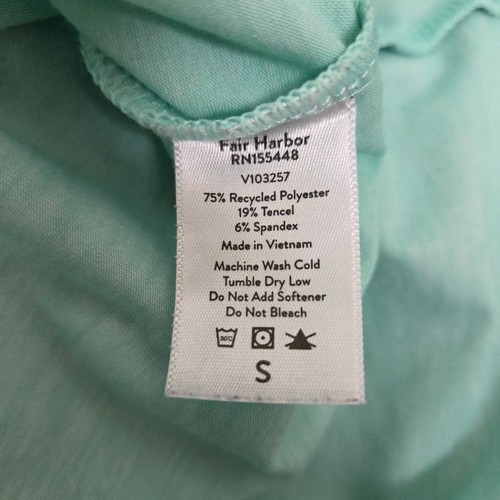 Fair Harbor
RN155448
V103257
75% Recycled Polyester
19% Tencel
6% Spandex
Made in Vietnam
Machine Wash Cold
Tumble Dry Low
Do Not Add Softener
Do Not Bleach
30°C
S